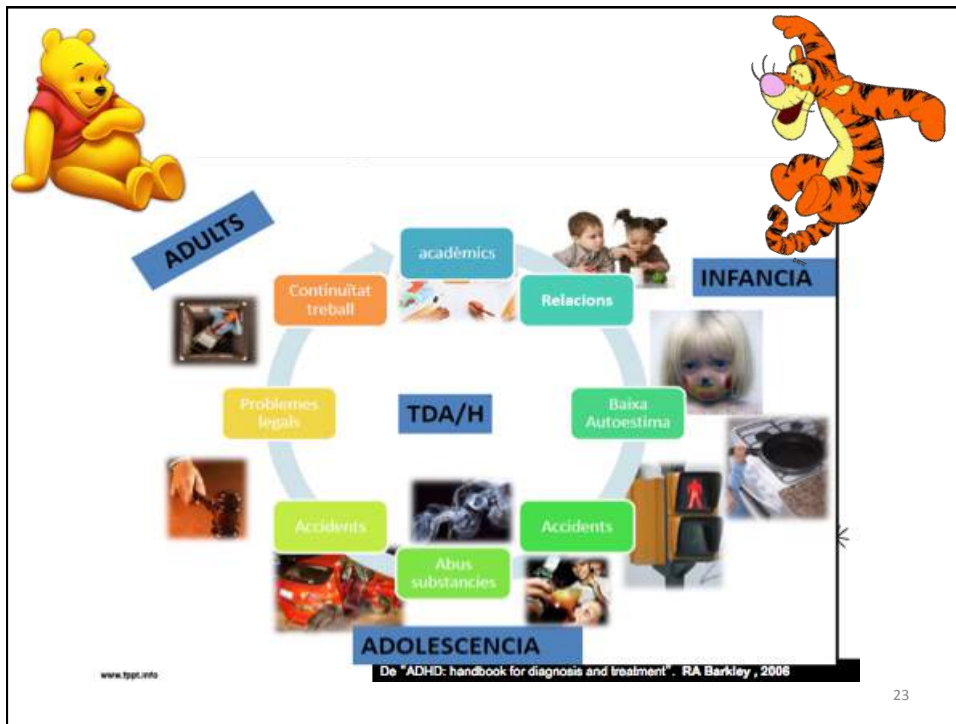 ADULTS
acadèmics
Continuïtat
treball
Relacions
INFANCIA
Problemes
legals
TDA/H
Baixa
Autoestima
Accidents
Accidents
Abus
substancies
ADOLESCENCIA
www.fppt.info
De "ADHD: handbook for diagnosis and treatment". RA Barkley , 2006
23